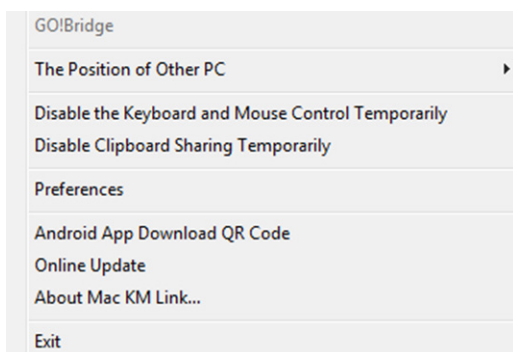 GO!Bridge
The Position of Other PC
Disable the Keyboard and Mouse Control Temporarily
Disable Clipboard Sharing Temporarily
Preferences
Android App Download QR Code
Online Update
About Mac KM Link...
Exit